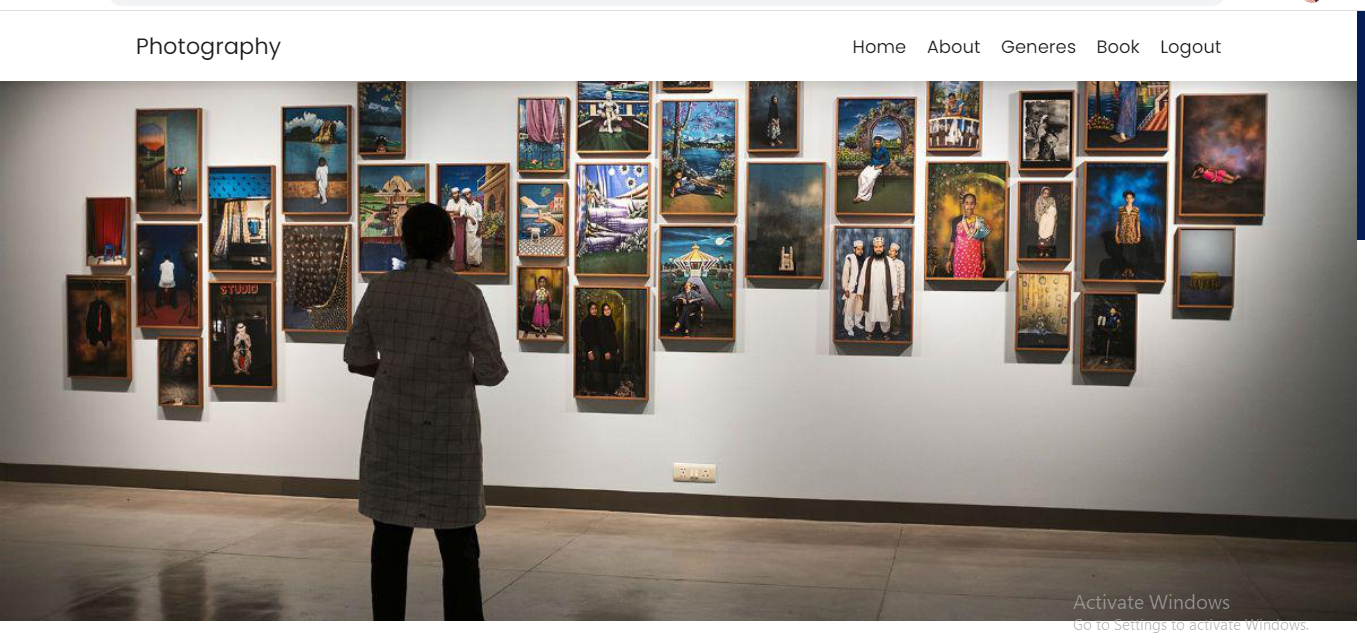 Photography
Home About Generes Book Logout
STUDIO
Activate Windows
Go to Settings to activate Windows.